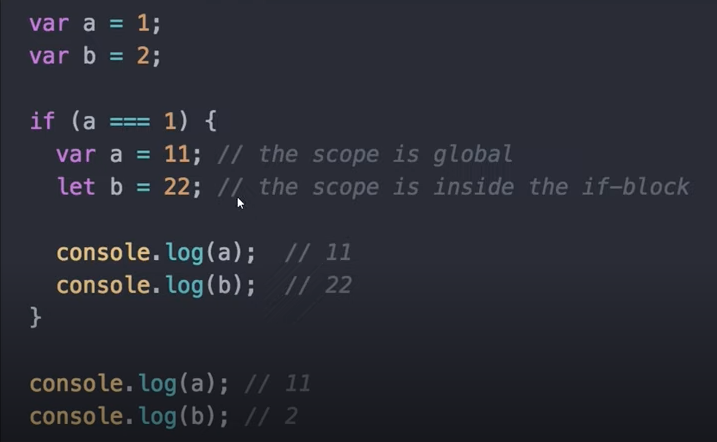 var a = 1;
var b = 2;
if (a === 1) {
var a = 11; // the scope is global
let b = 22; // the scope is inside the if-block
console.log(a); // 11
console.log(b); // 22
}
console.log(a); // 11
console.log(b); // 2